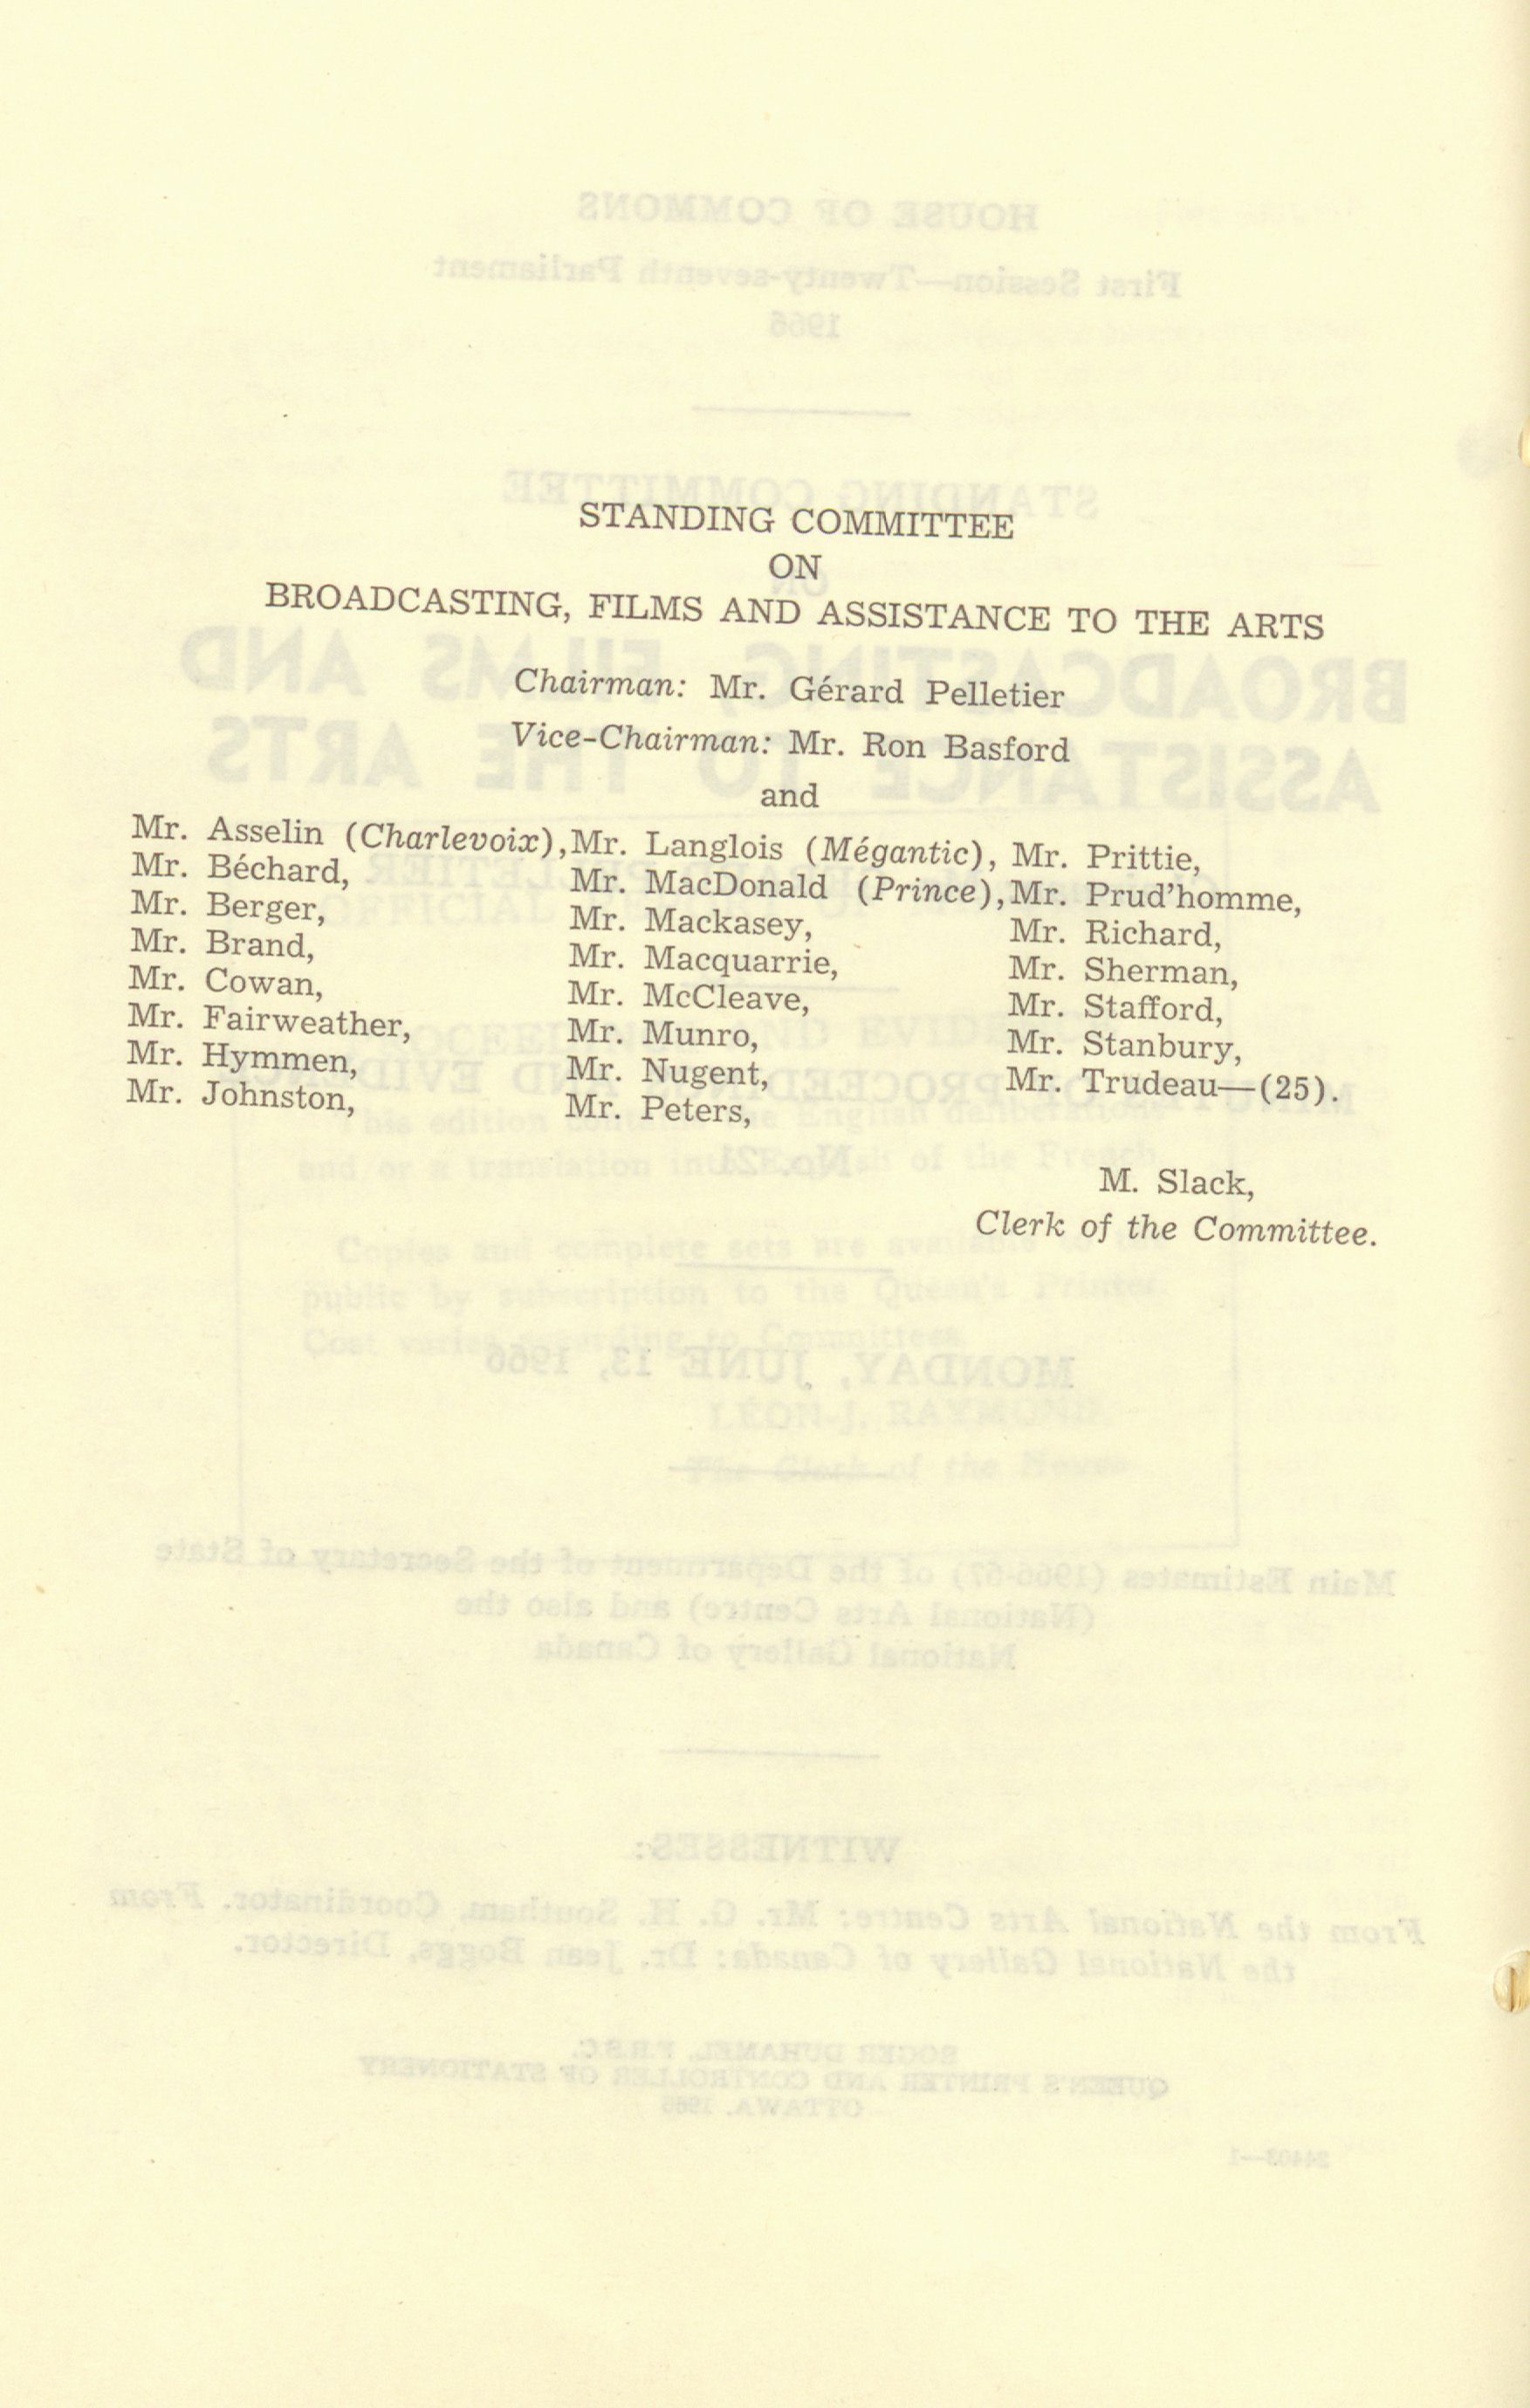 STANDING COMMITTEE
ON
BROADCASTING, FILMS AND ASSISTANCE TO THE ARTS
Chairman: Mr. Gérard Pelletier
Vice-Chairman: Mr. Ron Basford
and
Mr. Asselin (Charlevoix), Mr. Langlois (Mégantic), Mr. Prittie,
Mr. Béchard, Mr. MacDonald (Prince), Mr. Prud'homme,
Mr. Berger, Mr. Mackasey, Mr. Richard,
Mr. Brand, Mr. Macquarrie, Mr. Sherman,
Mr. Cowan, Mr. McCleave, Mr. Stafford,
Mr. Fairweather, Mr. Munro, Mr. Stanbury,
Mr. Hymmen, Mr. Nugent, Mr. Trudeau—(25).
Mr. Johnston, Mr. Peters,
M. Slack,
Clerk of the Committee.